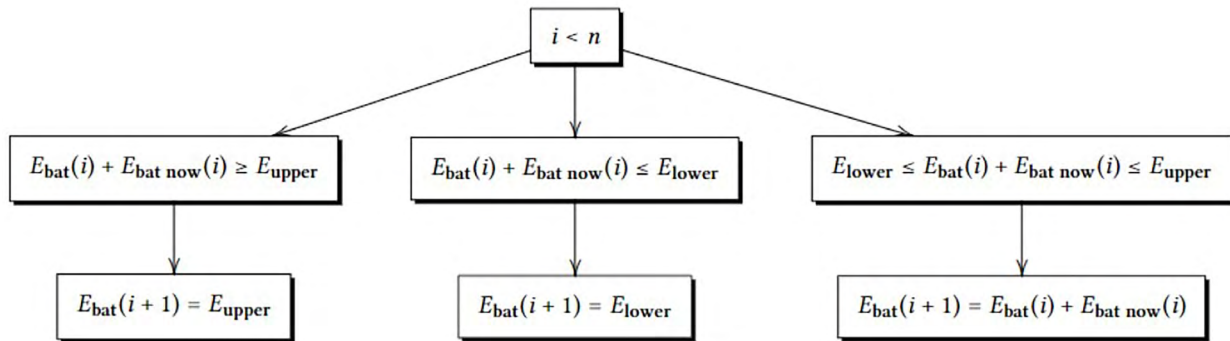 i < n
E_bat(i) + E_bat now(i) ≥ E_upper
E_bat(i) + E_bat now(i) ≤ E_lower
E_lower ≤ E_bat(i) + E_bat now(i) ≤ E_upper
E_bat(i + 1) = E_upper
E_bat(i + 1) = E_lower
E_bat(i + 1) = E_bat(i) + E_bat now(i)